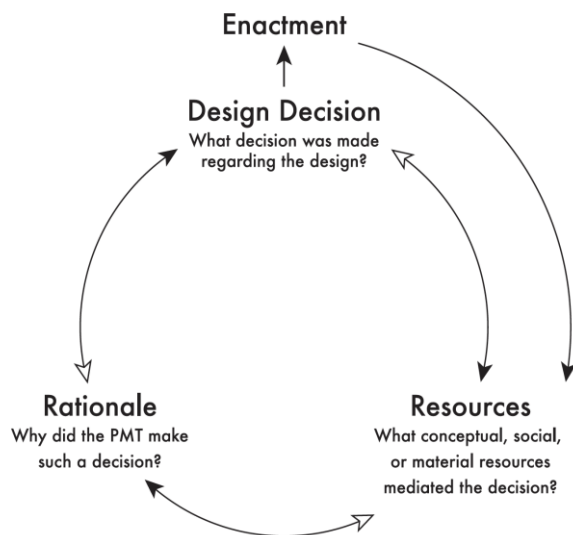 Enactment
Design Decision
What decision was made
regarding the design?
Rationale
Why did the PMT make
such a decision?
Resources
What conceptual, social,
or material resources
mediated the decision?